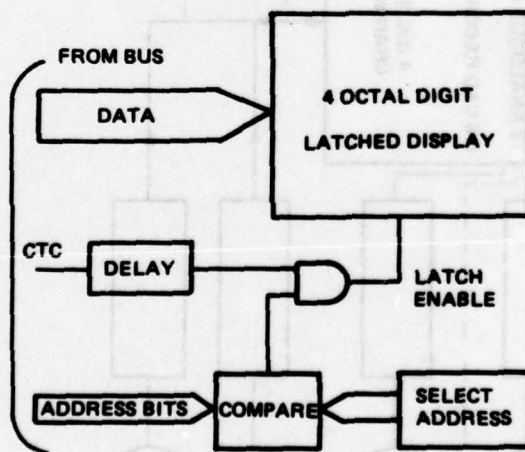 FROM BUS
DATA
4 OCTAL DIGIT
LATCHED DISPLAY
CTC
DELAY
LATCH
ENABLE
ADDRESS BITS
COMPARE
SELECT
ADDRESS